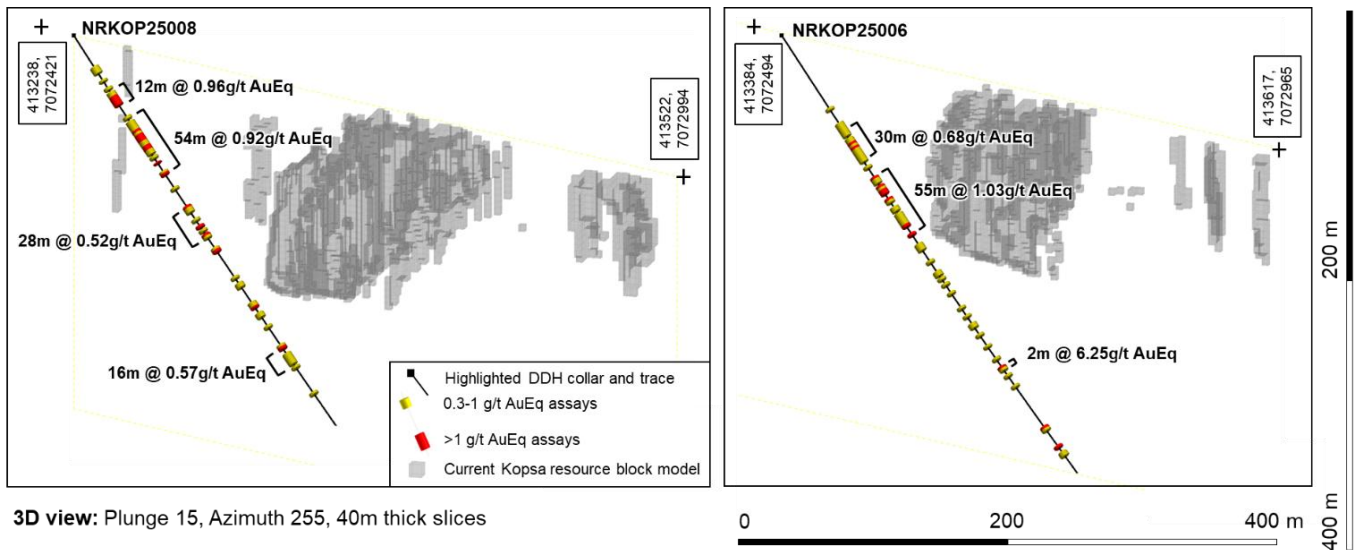 NRKOP25008
413238,
7072421
12m @ 0.96g/t AuEq
54m @ 0.92g/t AuEq
28m @ 0.52g/t AuEq
16m @ 0.57g/t AuEq
413522,
7072994
Highlighted DDH collar and trace
0.3-1 g/t AuEq assays
>1 g/t AuEq assays
Current Kopsa resource block model
NRKOP25006
413384,
7072494
30m @ 0.68g/t AuEq
55m @ 1.03g/t AuEq
2m @ 6.25g/t AuEq
413617,
7072965
200 m
400 m
3D view: Plunge 15, Azimuth 255, 40m thick slices
0 200 400 m